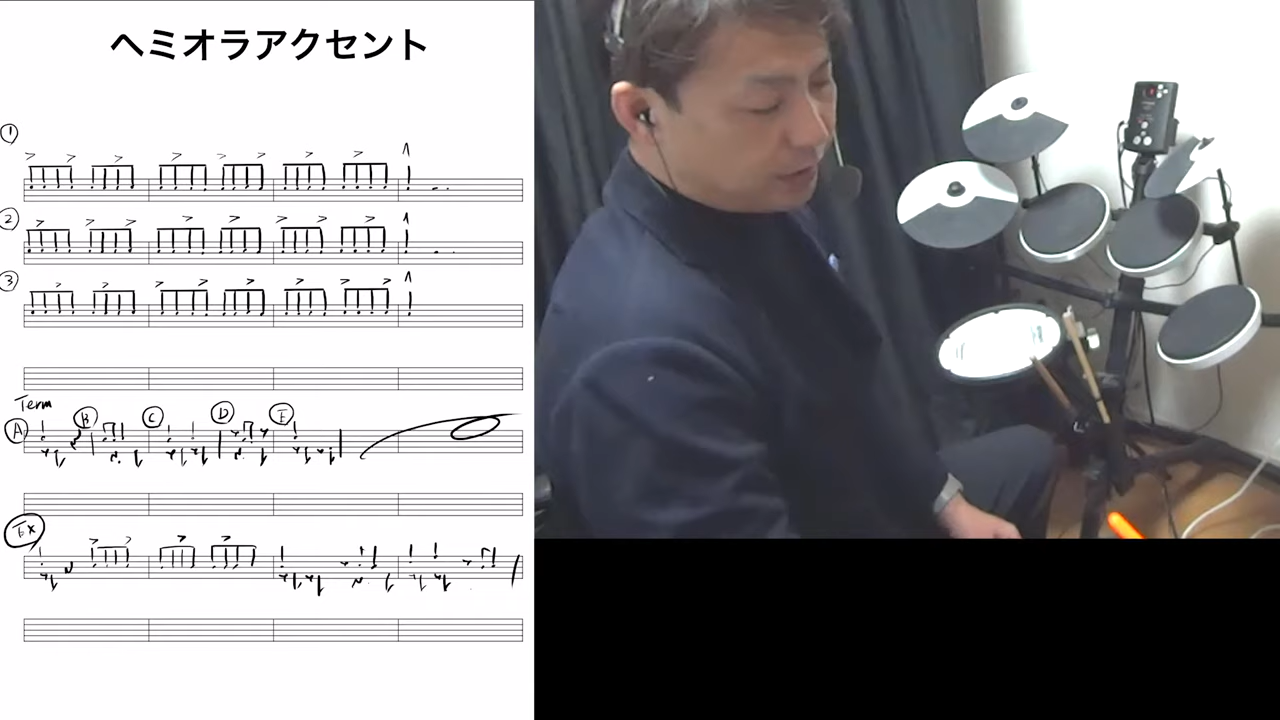 ヘミオラアクセント
①
②
③
Term
Ⓐ Ⓑ Ⓒ Ⓓ Ⓔ
Ex